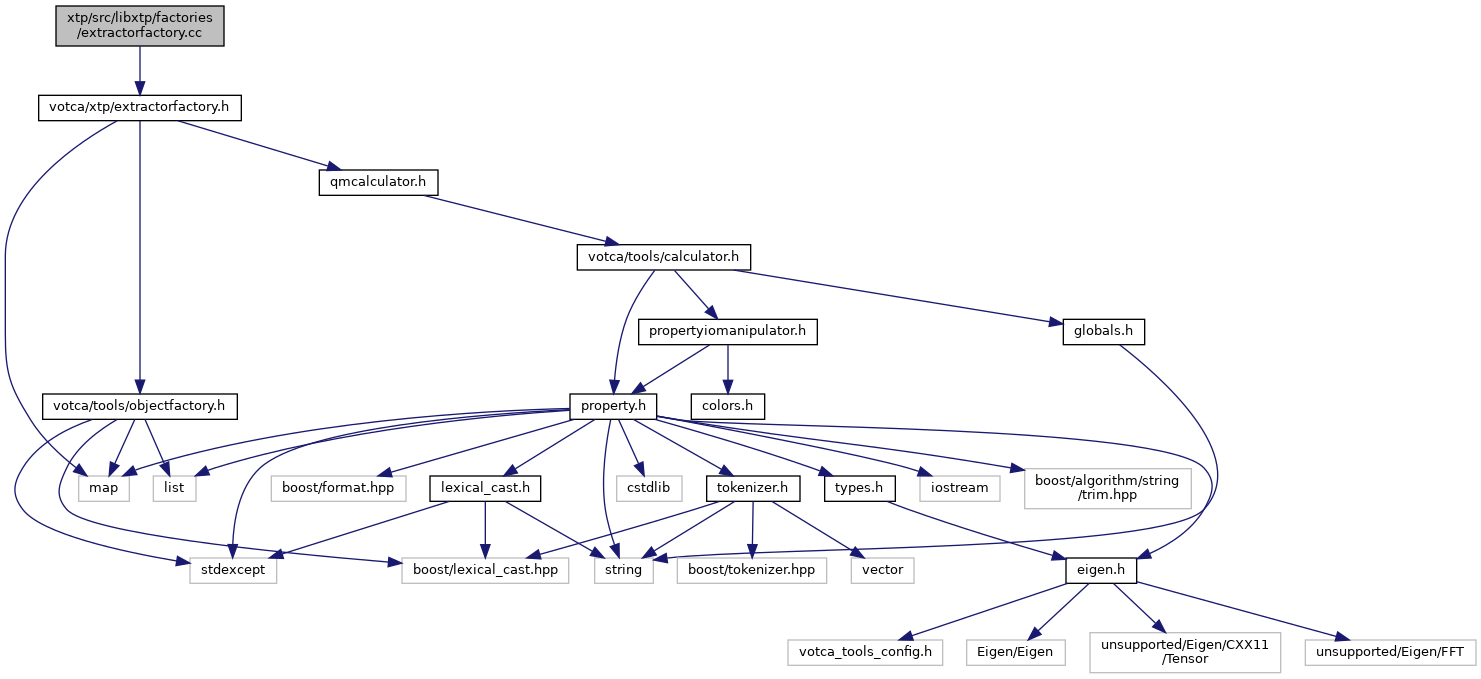 xtp/src/libxtp/factories
/extractorfactory.cc
votca/xtp/extractorfactory.h
qmcalculator.h
votca/tools/calculator.h
propertyiomanipulator.h
globals.h
votca/tools/objectfactory.h
property.h
colors.h
map
list
boost/format.hpp
lexical_cast.h
cstdlib
tokenizer.h
types.h
iostream
boost/algorithm/string
/trim.hpp
stdexcept
boost/lexical_cast.hpp
string
boost/tokenizer.hpp
vector
eigen.h
votca_tools_config.h
Eigen/Eigen
unsupported/Eigen/CXX11
/Tensor
unsupported/Eigen/FFT